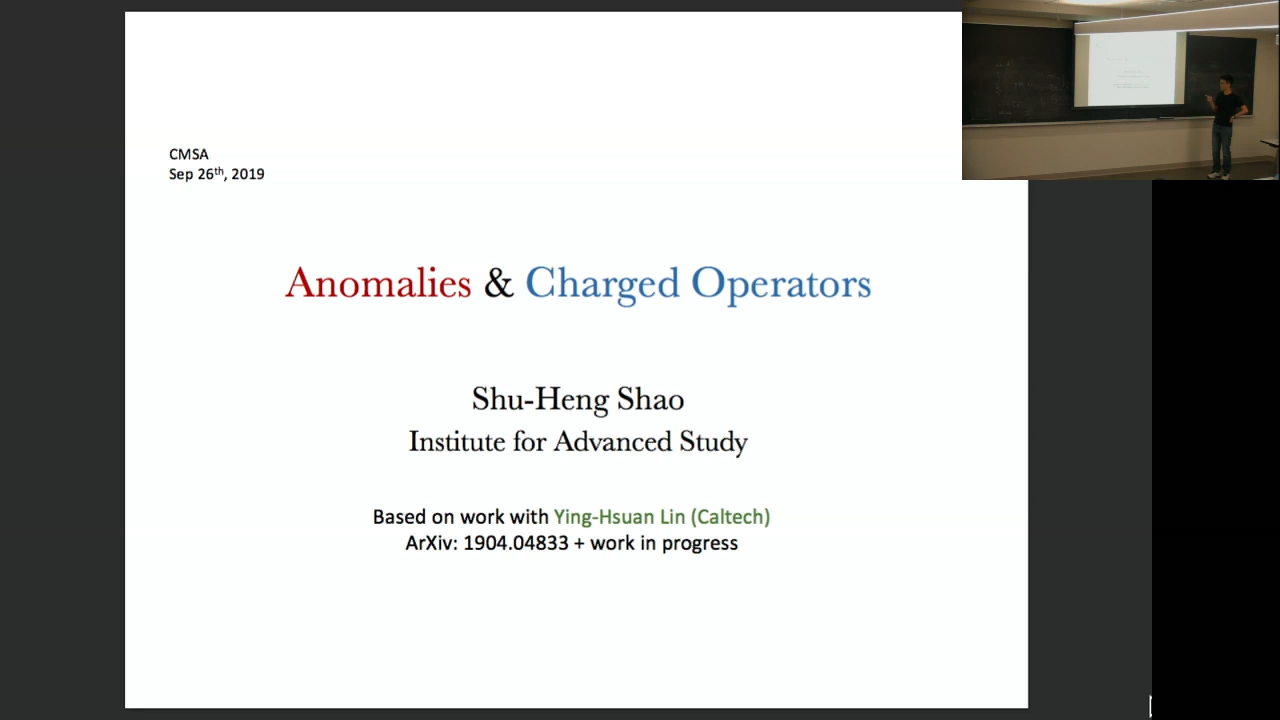 CMSA
Sep 26th, 2019
Anomalies & Charged Operators
Shu-Heng Shao
Institute for Advanced Study
Based on work with Ying-Hsuan Lin (Caltech)
ArXiv: 1904.04833 + work in progress